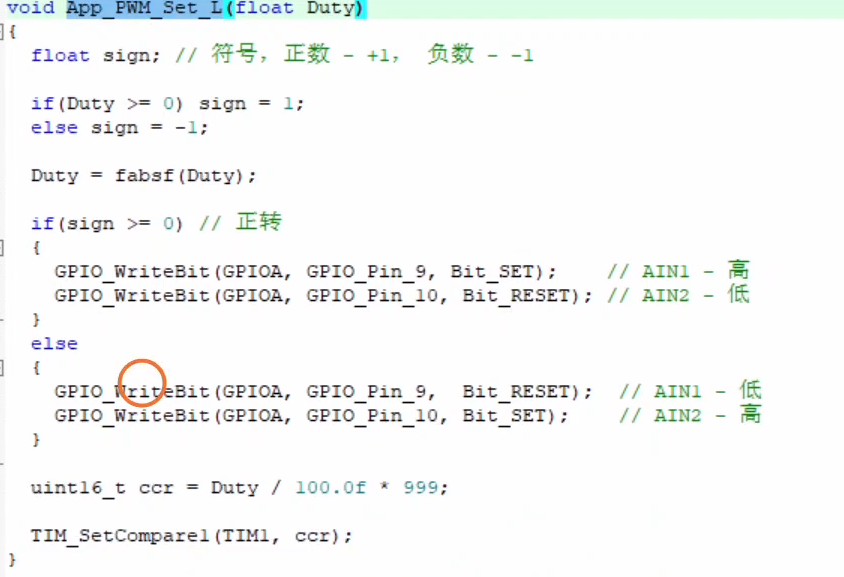 void App_PWM_Set_L(float Duty)
{
float sign; // 符号，正数 - +1， 负数 - -1
if(Duty >= 0) sign = 1;
else sign = -1;
Duty = fabsf(Duty);
if(sign >= 0) // 正转
{
GPIO_WriteBit(GPIOA, GPIO_Pin_9, Bit_SET); // AIN1 - 高
GPIO_WriteBit(GPIOA, GPIO_Pin_10, Bit_RESET); // AIN2 - 低
}
else
{
GPIO_WriteBit(GPIOA, GPIO_Pin_9, Bit_RESET); // AIN1 - 低
GPIO_WriteBit(GPIOA, GPIO_Pin_10, Bit_SET); // AIN2 - 高
}
uint16_t ccr = Duty / 100.0f * 999;
TIM_SetCompare1(TIM1, ccr);
}